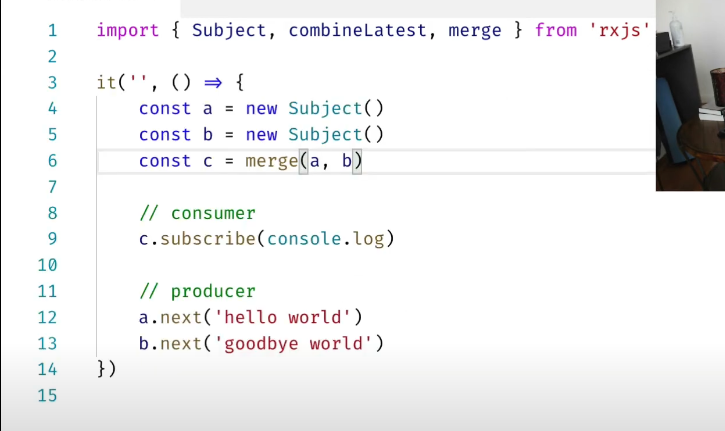 1 import { Subject, combineLatest, merge } from 'rxjs'
2
3 it('', () => {
4 const a = new Subject()
5 const b = new Subject()
6 const c = merge(a, b)
7
8 // consumer
9 c.subscribe(console.log)
10
11 // producer
12 a.next('hello world')
13 b.next('goodbye world')
14 })
15